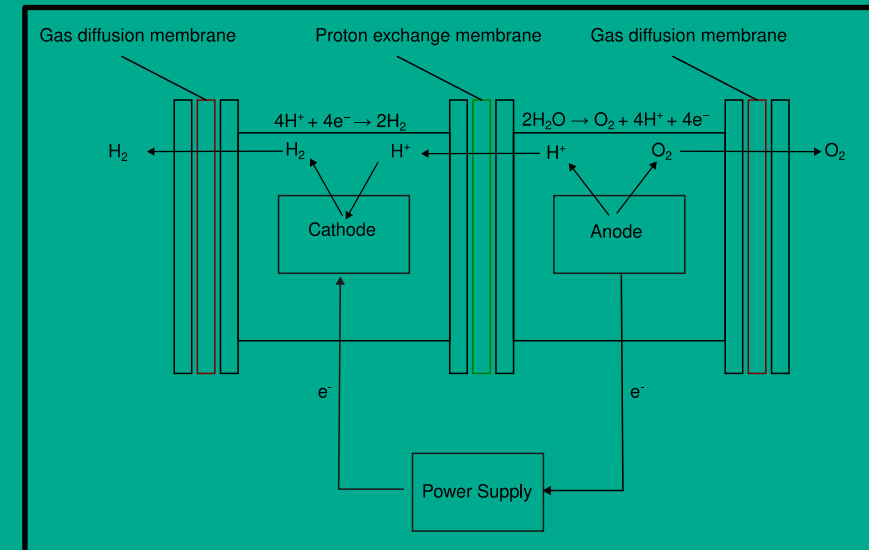 Gas diffusion membrane
Proton exchange membrane
Gas diffusion membrane
4H⁺ + 4e⁻ → 2H₂
2H₂O → O₂ + 4H⁺ + 4e⁻
H₂
H₂
H⁺
H⁺
O₂
O₂
Cathode
Anode
e⁻
e⁻
Power Supply